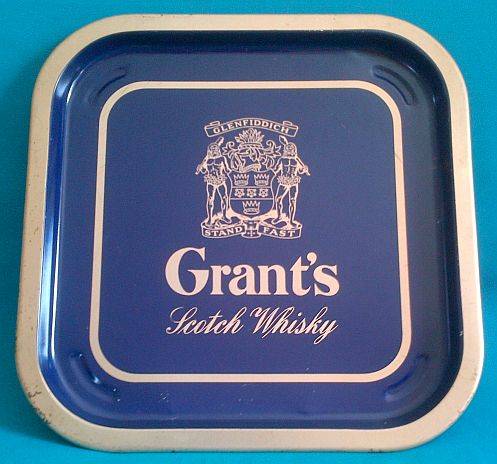 GLENFIDDICH
STAND FAST
Grant's
Scotch Whisky